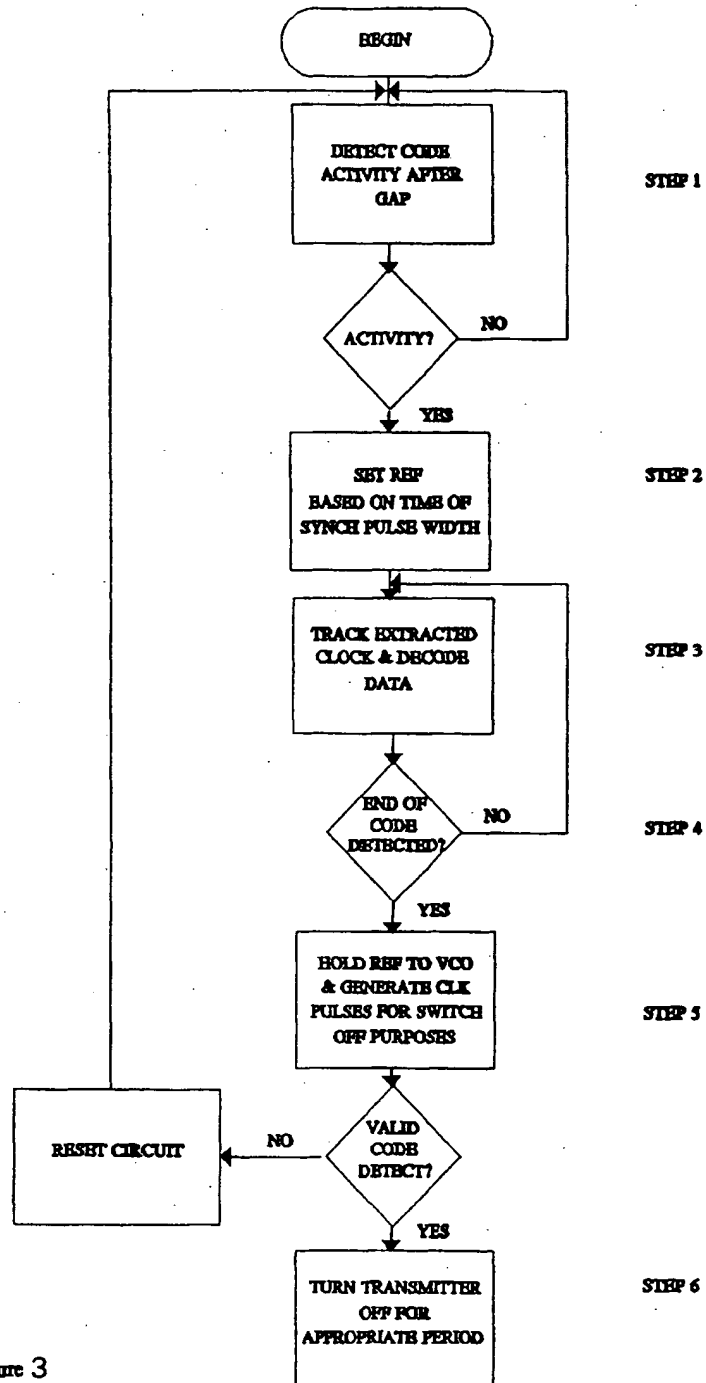 BEGIN
DETECT CODE
ACTIVITY AFTER
GAP
STEP 1
ACTIVITY?
NO
YES
SET REF
BASED ON TIME OF
SYNCH PULSE WIDTH
STEP 2
TRACK EXTRACTED
CLOCK & DECODE
DATA
STEP 3
END OF
CODE
DETECTED?
NO
STEP 4
YES
HOLD REF TO VCO
& GENERATE CLK
PULSES FOR SWITCH
OFF PURPOSES
STEP 5
RESET CIRCUIT
NO
VALID
CODE
DETECT?
YES
TURN TRANSMITTER
OFF FOR
APPROPRIATE PERIOD
STEP 6
ure 3